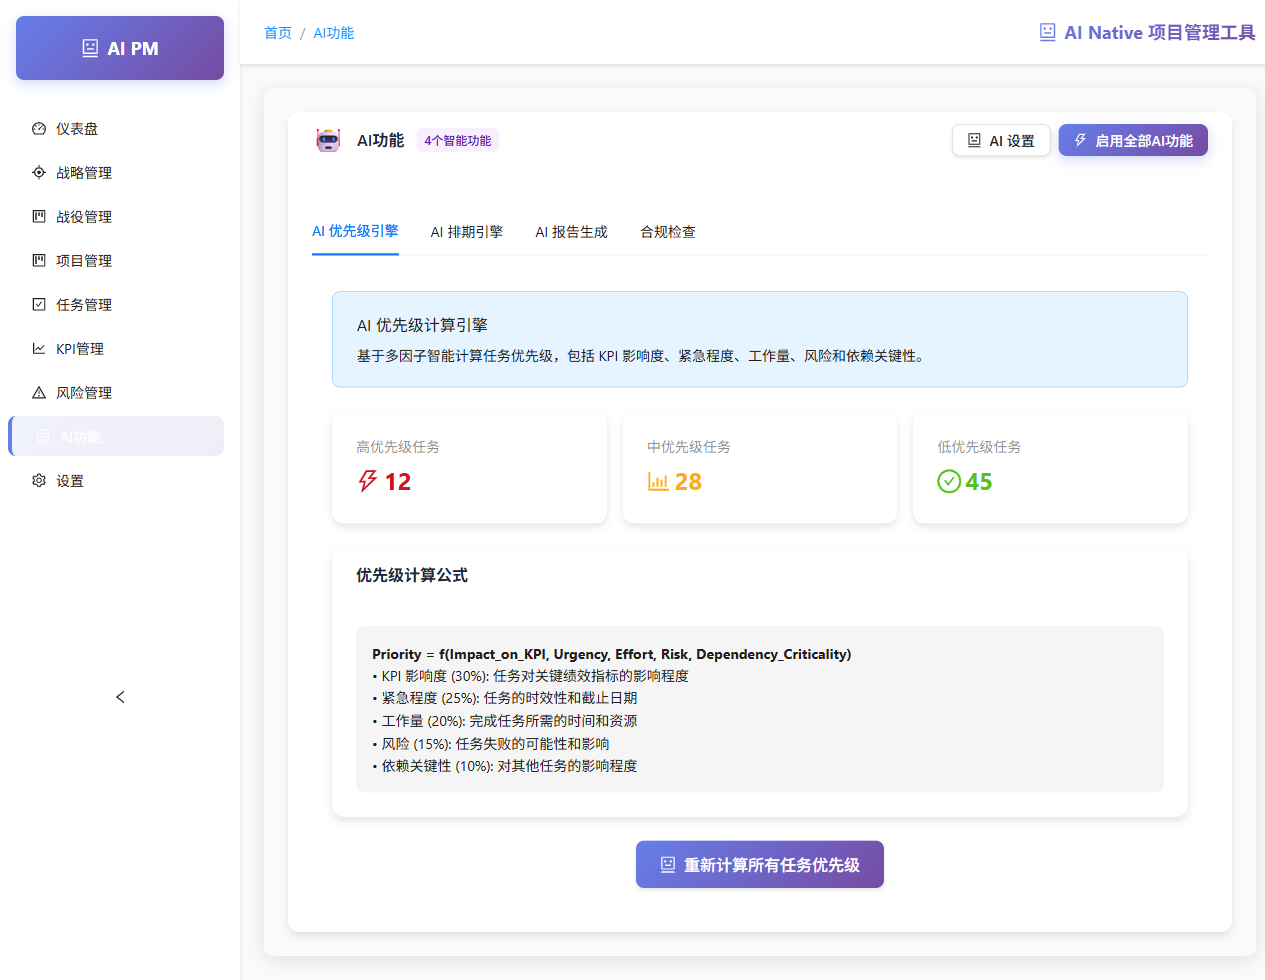 AI PM
首页 / AI功能
AI Native 项目管理工具
仪表盘
战略管理
战役管理
项目管理
任务管理
KPI管理
风险管理
AI功能
设置
AI功能 4个智能功能
AI 设置
启用全部AI功能
AI 优先级引擎 AI 排期引擎 AI 报告生成 合规检查
AI 优先级计算引擎
基于多因子智能计算任务优先级，包括 KPI 影响度、紧急程度、工作量、风险和依赖关键性。
高优先级任务
12
中优先级任务
28
低优先级任务
45
优先级计算公式
Priority = f(Impact_on_KPI, Urgency, Effort, Risk, Dependency_Criticality)
• KPI 影响度 (30%): 任务对关键绩效指标的影响程度
• 紧急程度 (25%): 任务的时效性和截止日期
• 工作量 (20%): 完成任务所需的时间和资源
• 风险 (15%): 任务失败的可能性和影响
• 依赖关键性 (10%): 对其他任务的影响程度
重新计算所有任务优先级